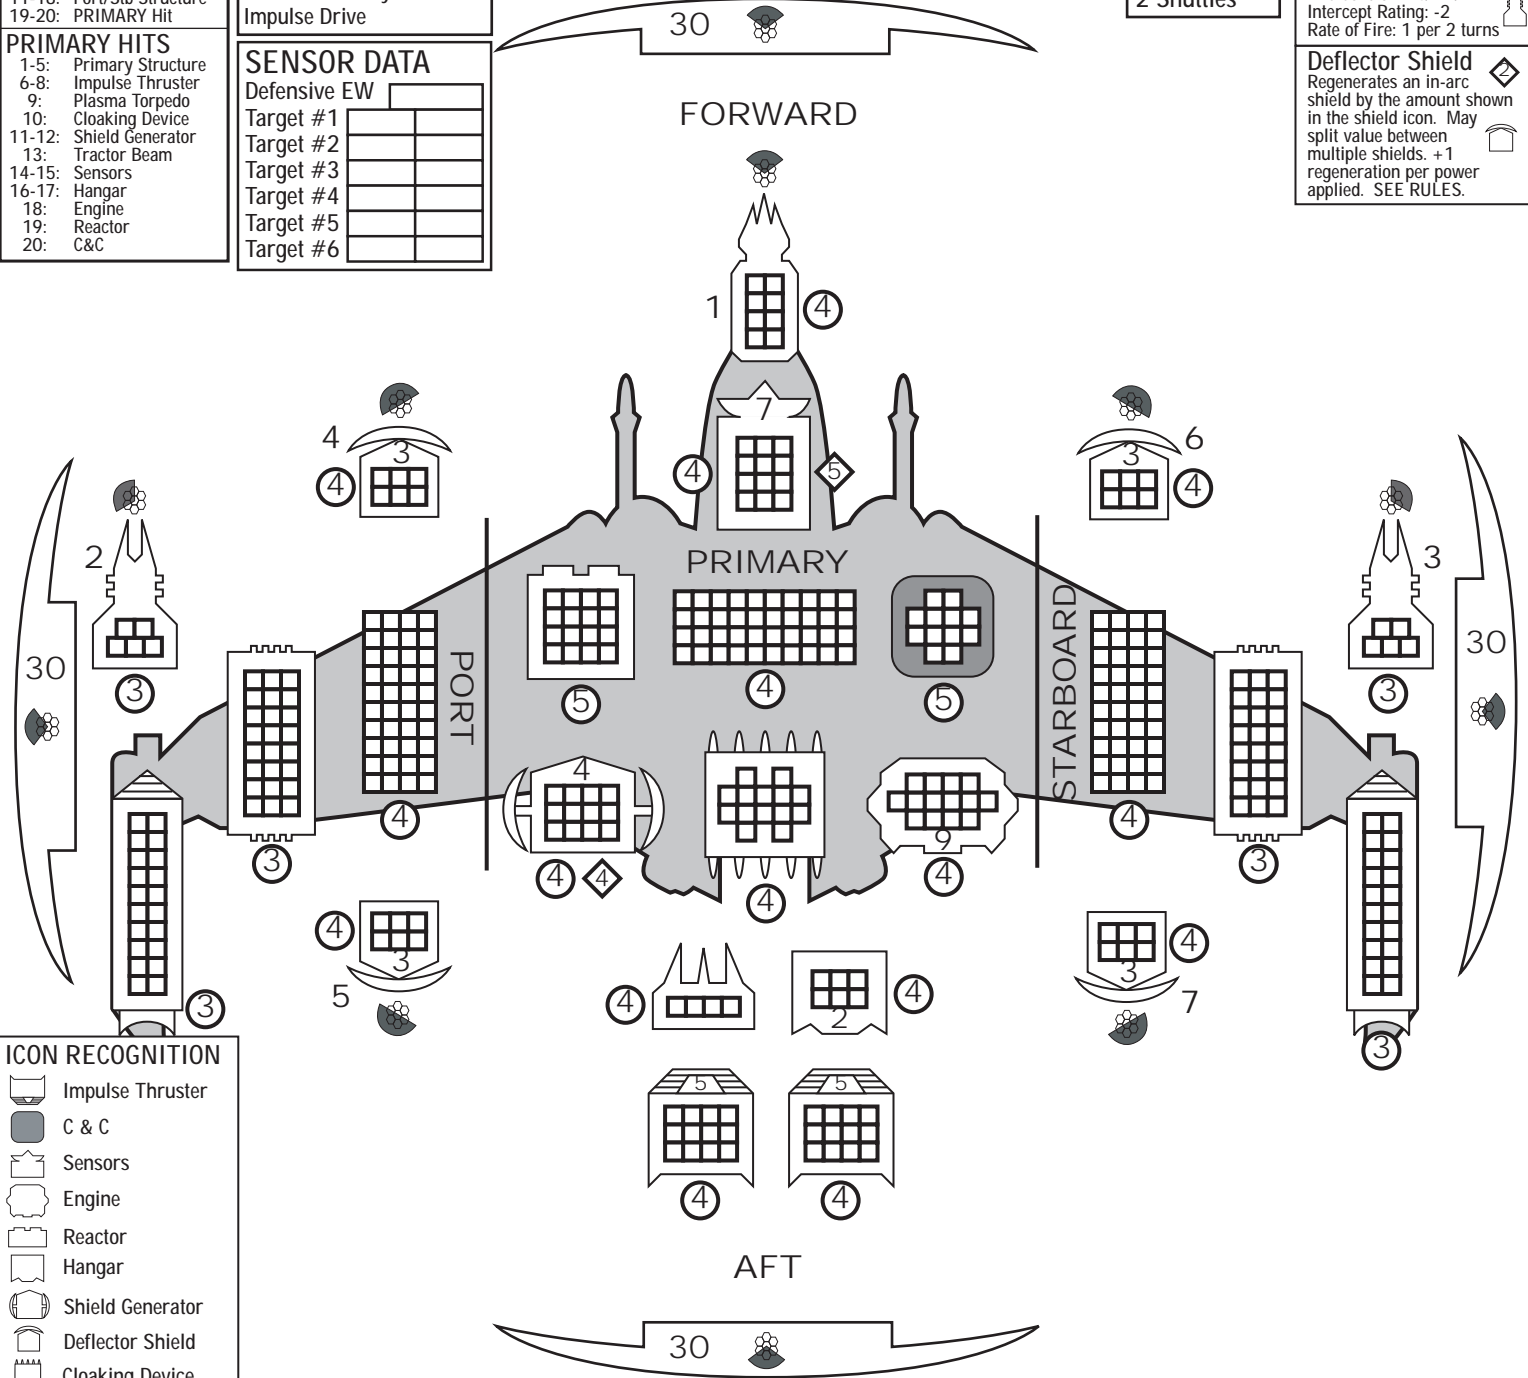 19-20: PRIMARY Hit
PRIMARY HITS
1-5: Primary Structure
6-8: Impulse Thruster
9: Plasma Torpedo
10: Cloaking Device
11-12: Shield Generator
13: Tractor Beam
14-15: Sensors
16-17: Hangar
18: Engine
19: Reactor
20: C&C
Impulse Drive
SENSOR DATA
Defensive EW
Target #1
Target #2
Target #3
Target #4
Target #5
Target #6
30
2 Shuttles
Intercept Rating: -2
Rate of Fire: 1 per 2 turns
Deflector Shield
2
Regenerates an in-arc
shield by the amount shown
in the shield icon. May
split value between
multiple shields. +1
regeneration per power
applied. SEE RULES.
FORWARD
1
4
7
4
5
4
3
4
6
3
4
2
3
3
3
30
30
PRIMARY
PORT
STARBOARD
5
4
5
3
4
4
3
4
4
4
4
9
4
4
3
5
4
3
7
3
3
4
2
4
5
5
4
4
AFT
30
ICON RECOGNITION
Impulse Thruster
C & C
Sensors
Engine
Reactor
Hangar
Shield Generator
Deflector Shield
Cloaking Device